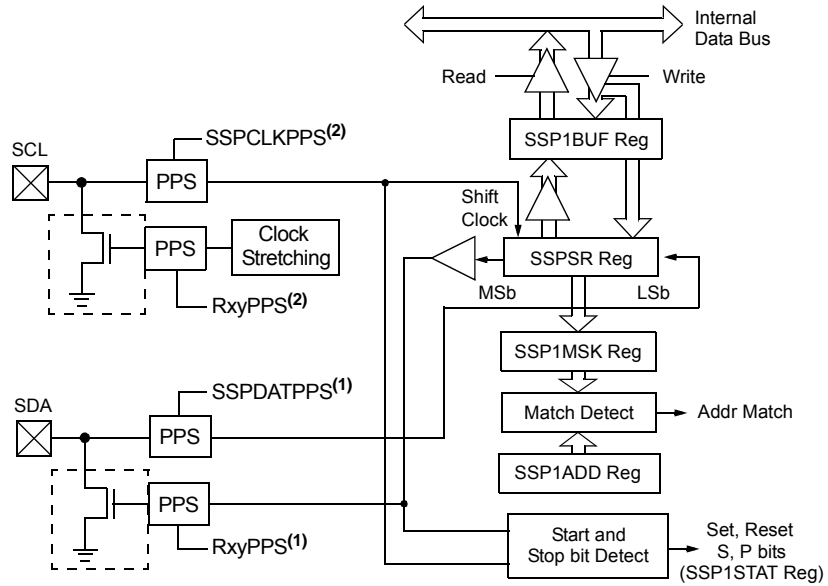 Internal
Data Bus
Read
Write
SSP1BUF Reg
SSPCLKPPS(2)
SCL
PPS
Shift
Clock
PPS
Clock
Stretching
SSPSR Reg
MSb
LSb
RxyPPS(2)
SSP1MSK Reg
SSPDATPPS(1)
SDA
PPS
Match Detect
Addr Match
SSP1ADD Reg
PPS
RxyPPS(1)
Start and
Stop bit Detect
Set, Reset
S, P bits
(SSP1STAT Reg)